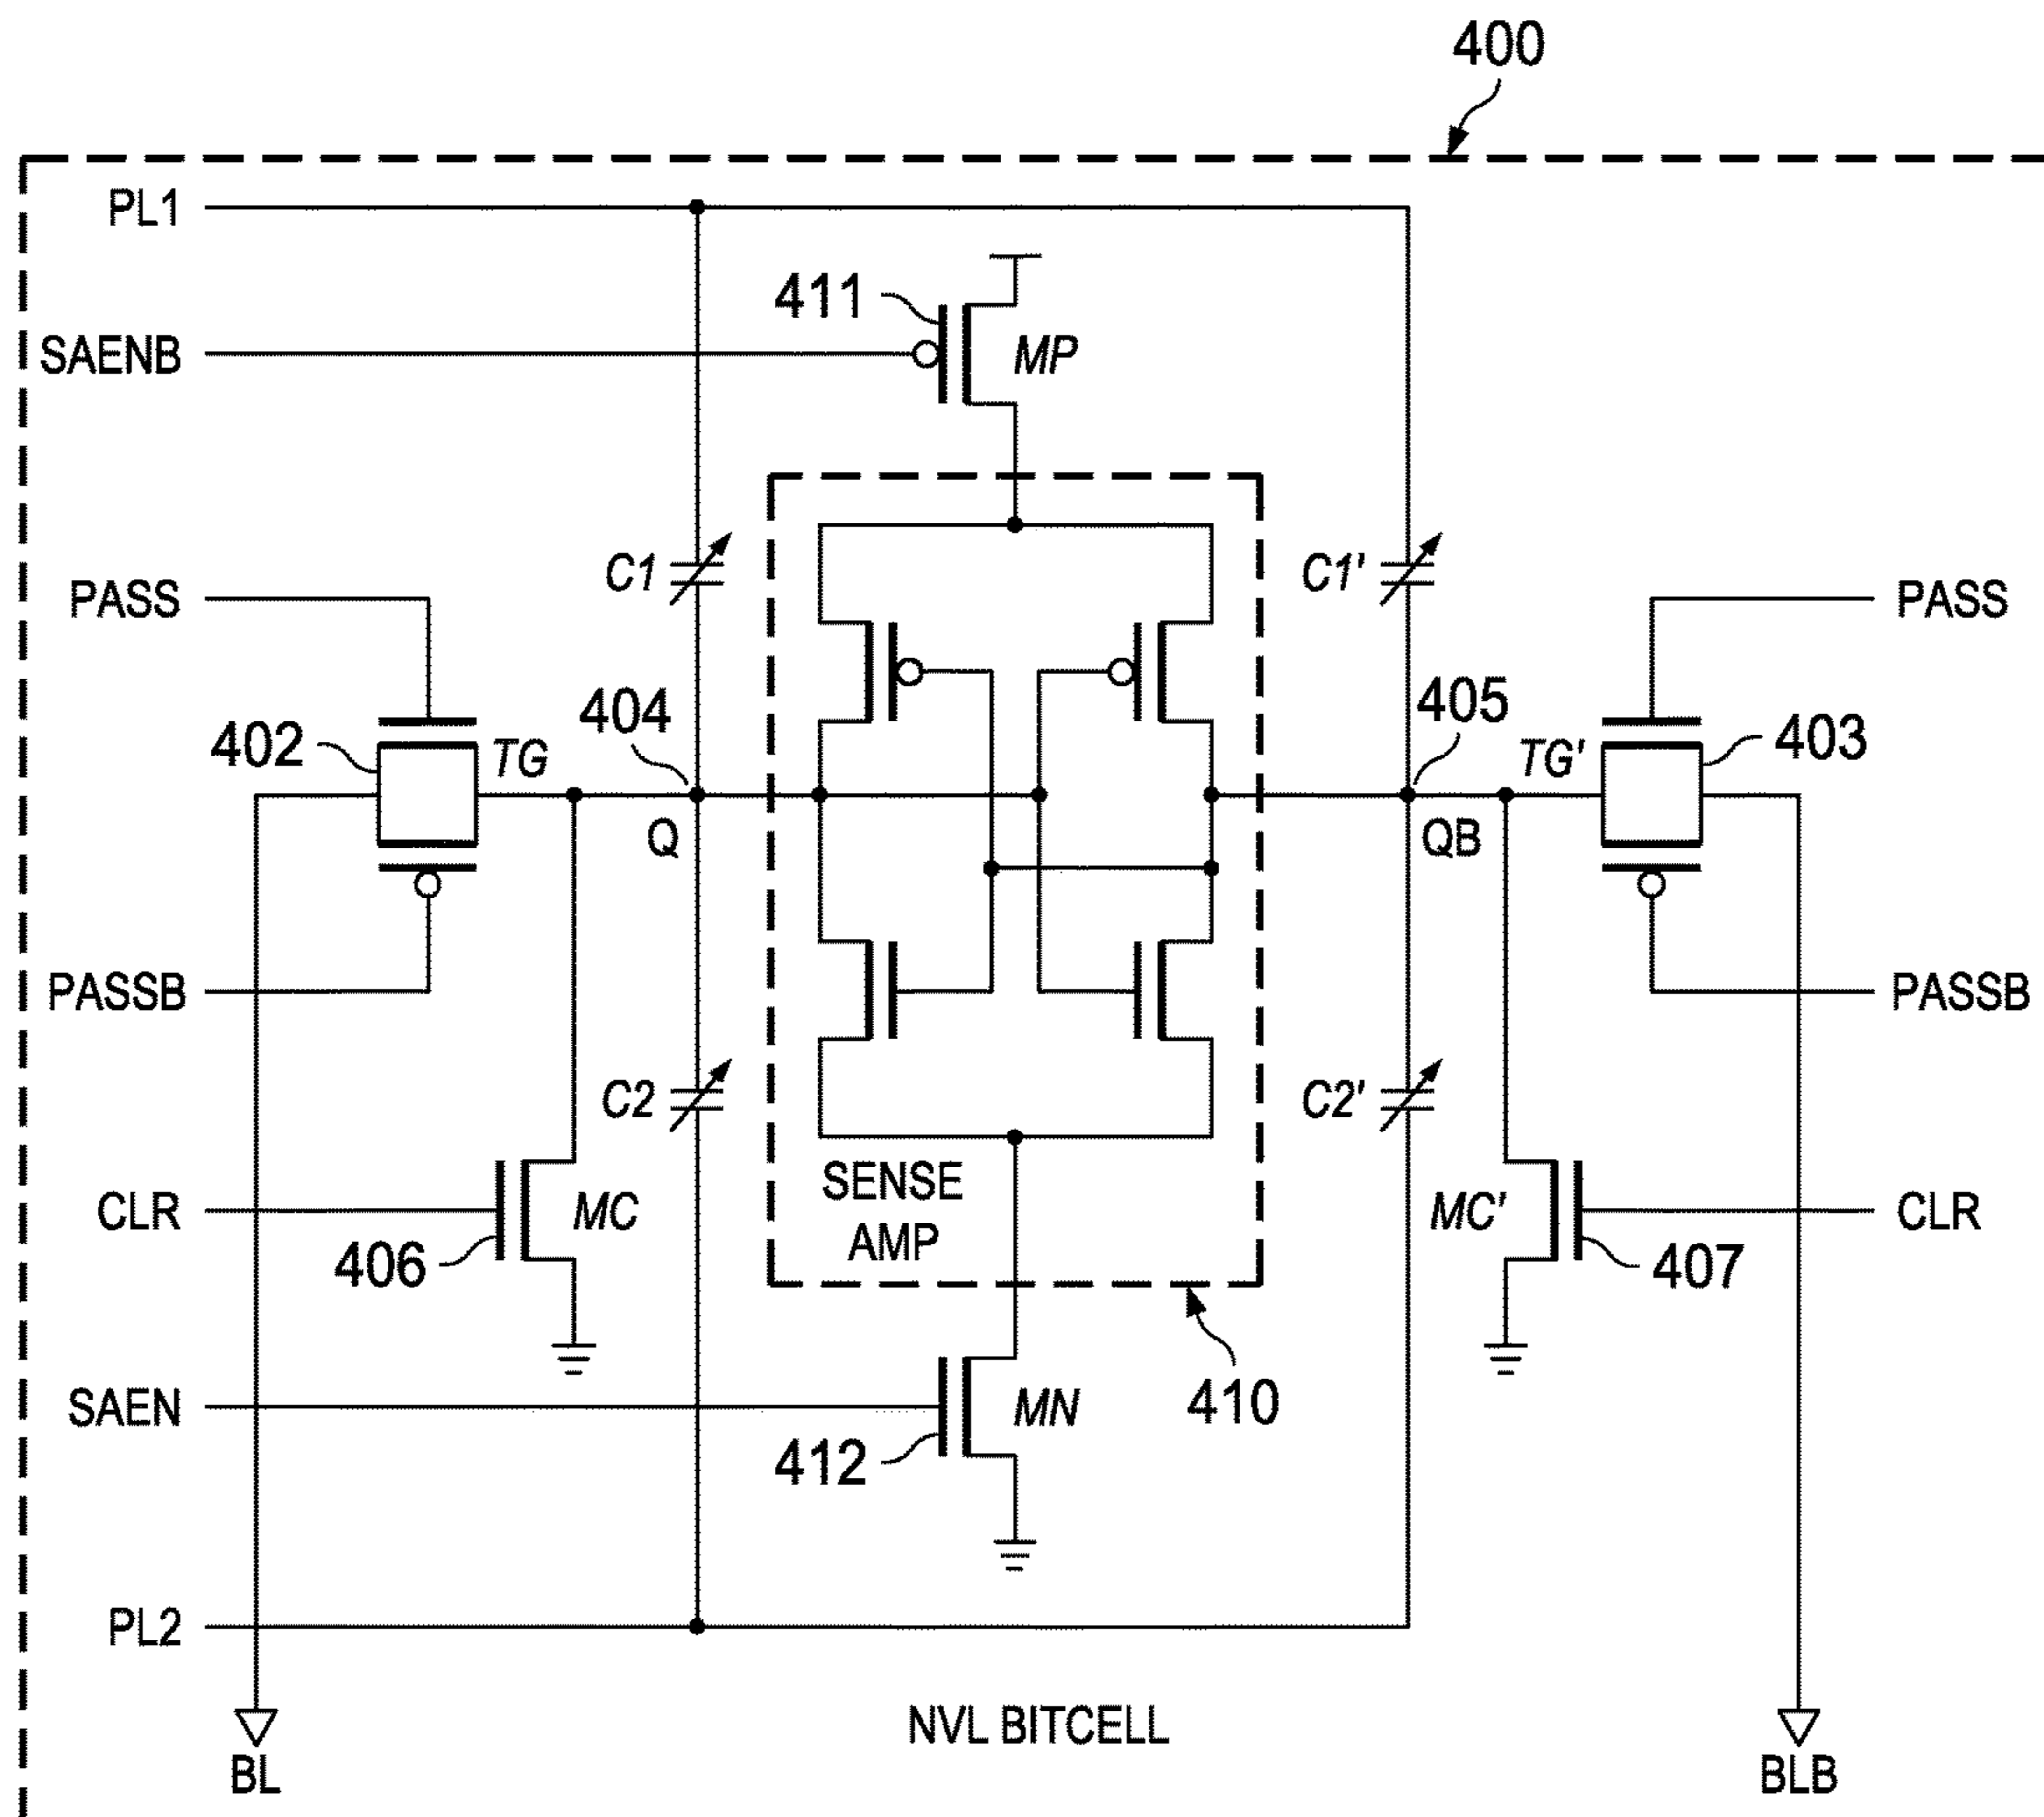 400
PL1
411
SAENB
MP
C1
C1'
PASS
PASS
404
405
402
TG
TG'
403
Q
QB
PASSB
PASSB
C2
C2'
SENSE
AMP
CLR
MC
MC'
CLR
406
407
SAEN
MN
410
412
PL2
NVL BITCELL
BL
BLB